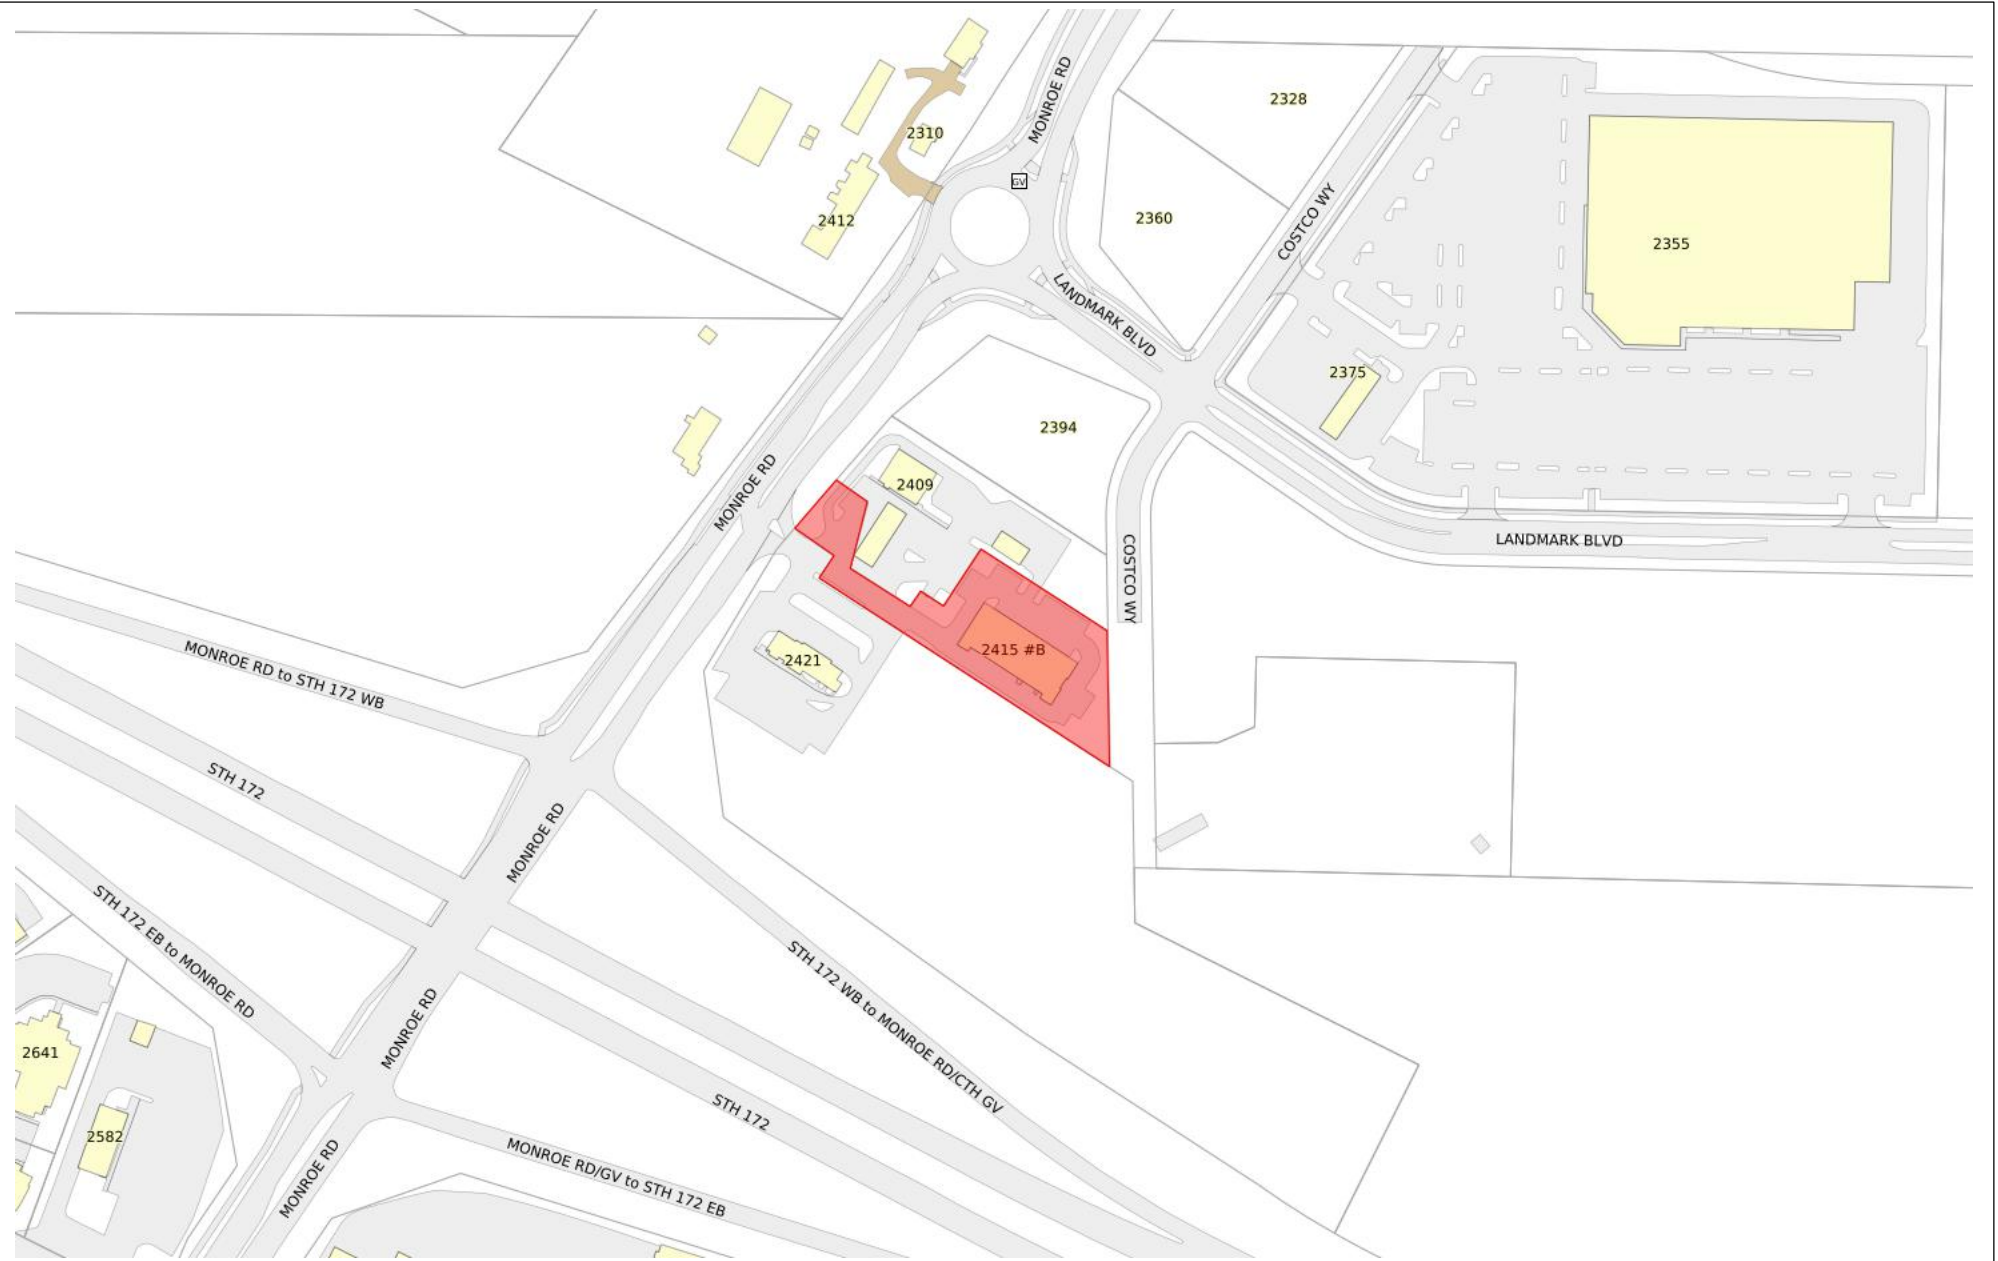 MONROE RD
2328
2310
GV
2412
2360
COSTCO WY
2355
LANDMARK BLVD
2375
2394
MONROE RD
2409
COSTCO WY
LANDMARK BLVD
MONROE RD to STH 172 WB
2421
2415 #B
STH 172
MONROE RD
STH 172 EB to MONROE RD
STH 172 WB to MONROE RD/CTH GV
MONROE RD
2641
STH 172
2582
MONROE RD
MONROE RD/GV to STH 172 EB